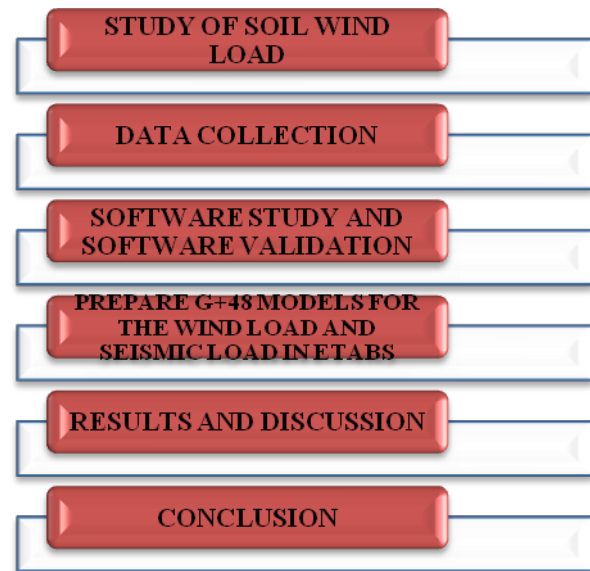 STUDY OF SOIL WIND
LOAD
DATA COLLECTION
SOFTWARE STUDY AND
SOFTWARE VALIDATION
PREPARE G+48 MODELS FOR
THE WIND LOAD AND
SEISMIC LOAD IN ETABS
RESULTS AND DISCUSSION
CONCLUSION